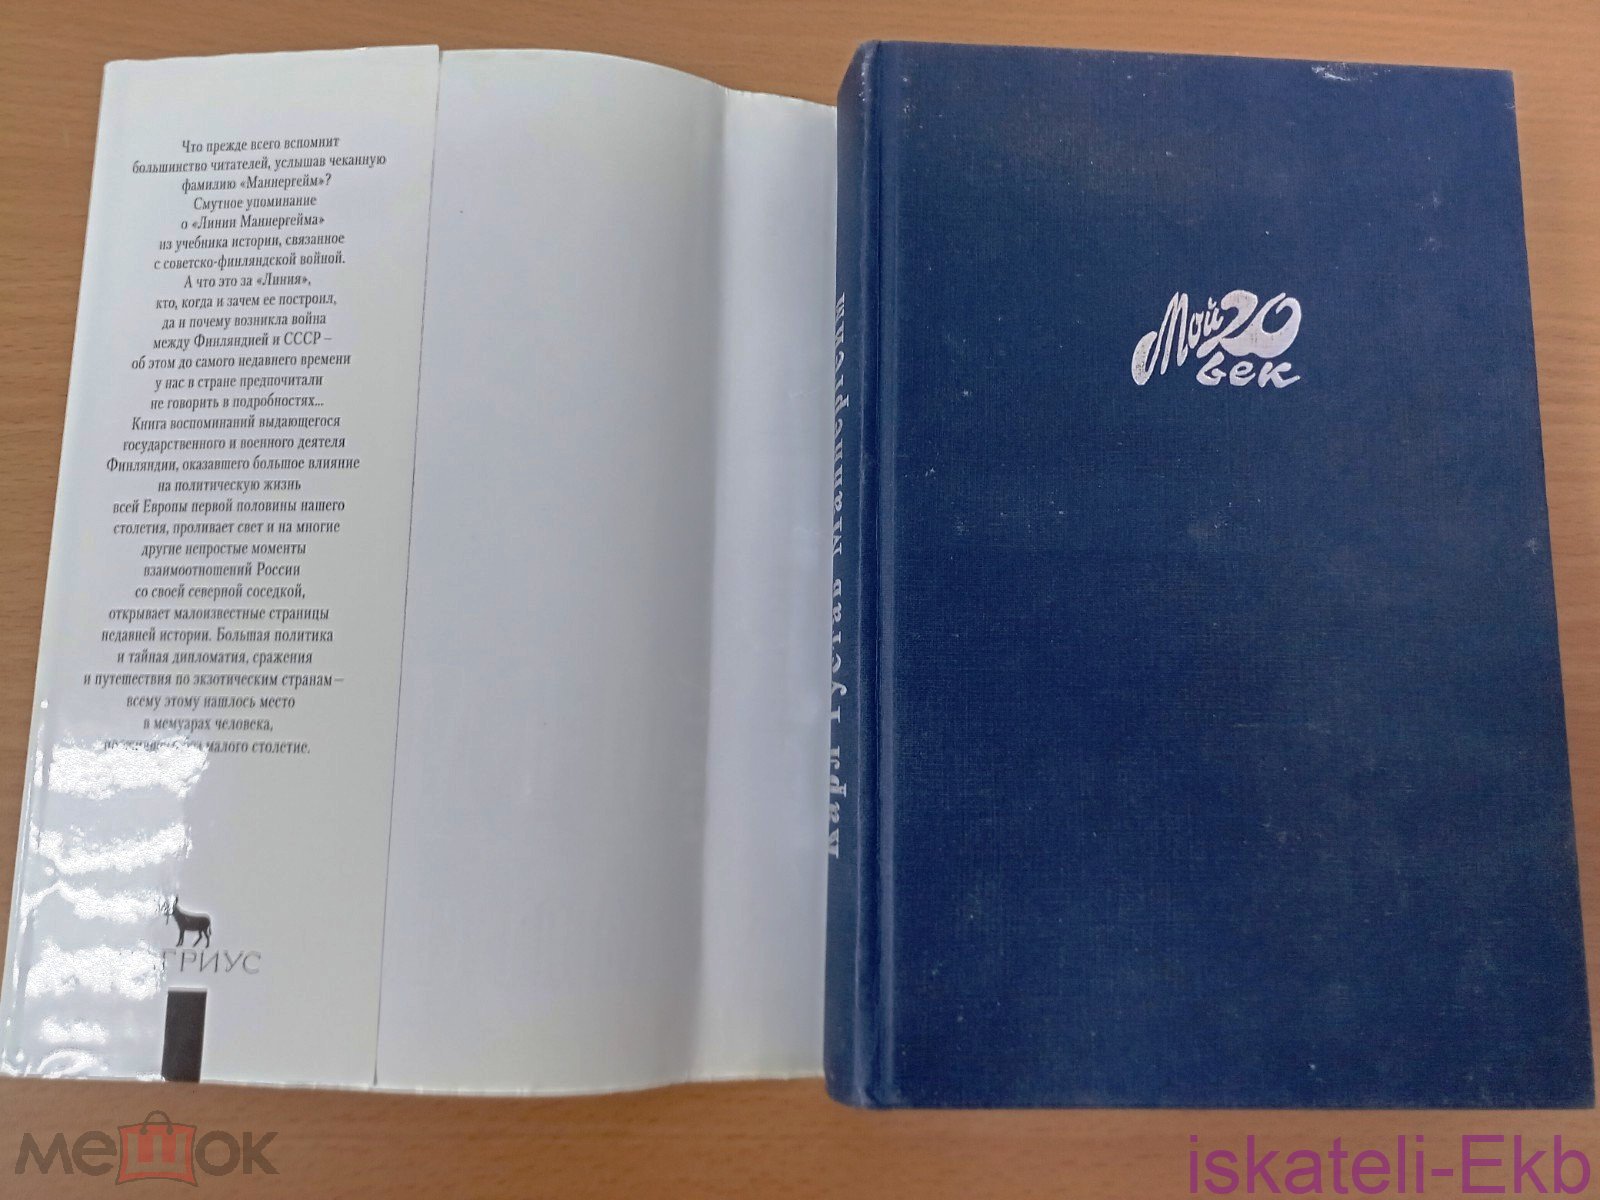 Что прежде всего вспомнит
большинство читателей, услышав чеканную
фамилию «Маннергейм»?
Смутное упоминание
о «Линии Маннергейма»
из учебника истории, связанное
с советско-финляндской войной.
А что это за «Линия»,
кто, когда и зачем ее построил,
да и почему возникла война
между Финляндией и СССР –
об этом до самого недавнего времени
у нас в стране предпочитали
не говорить в подробностях...
Книга воспоминаний выдающегося
государственного и военного деятеля
Финляндии, оказавшего большое влияние
на политическую жизнь
всей Европы первой половины нашего
столетия, проливает свет и на многие
другие непростые моменты
взаимоотношений России
со своей северной соседкой,
открывает малоизвестные страницы
недавней истории. Большая политика
и тайная дипломатия, сражения
и путешествия по экзотическим странам –
всему этому нашлось место
в мемуарах человека,
малого столетие.
ВАГРИУС
Карл Густав Маннергейм
Мой 20
век
мешок
iskateli-Ekb